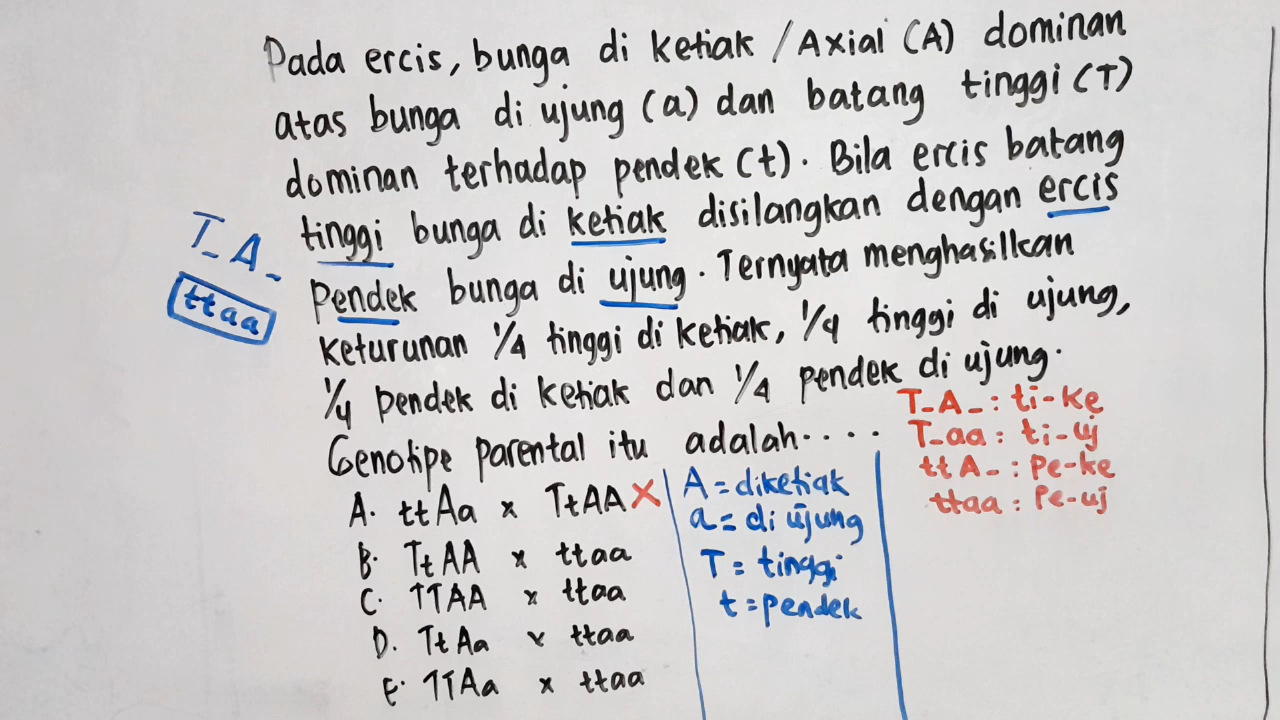 Pada ercis, bunga di ketiak / Axial (A) dominan
atas bunga di ujung (a) dan batang tinggi (T)
dominan terhadap pendek (t). Bila ercis batang
tinggi bunga di ketiak disilangkan dengan ercis
pendek bunga di ujung. Ternyata menghasilkan
keturunan 1/4 tinggi di ketiak, 1/4 tinggi di ujung,
1/4 pendek di ketiak dan 1/4 pendek di ujung.
Genotipe parental itu adalah....
A. ttAa x TtAA X
B. TtAA x ttaa
C. TTAA x ttaa
D. TtAa x ttaa
E. TTAa x ttaa
T_A_
ttaa
A = diketiak
a = di ujung
T = tinggi
t = pendek
T_A_ : ti-ke
T_aa : ti-uj
ttA_ : pe-ke
ttaa : Pe-uj